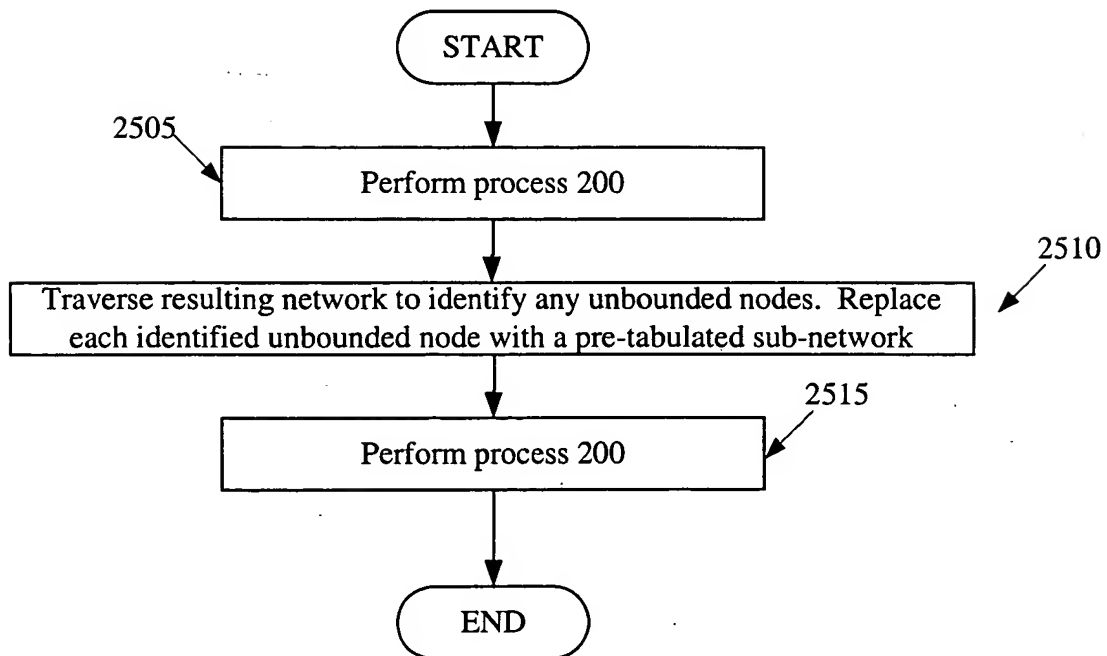 START
2505
Perform process 200
2510
Traverse resulting network to identify any unbounded nodes. Replace
each identified unbounded node with a pre-tabulated sub-network
2515
Perform process 200
END